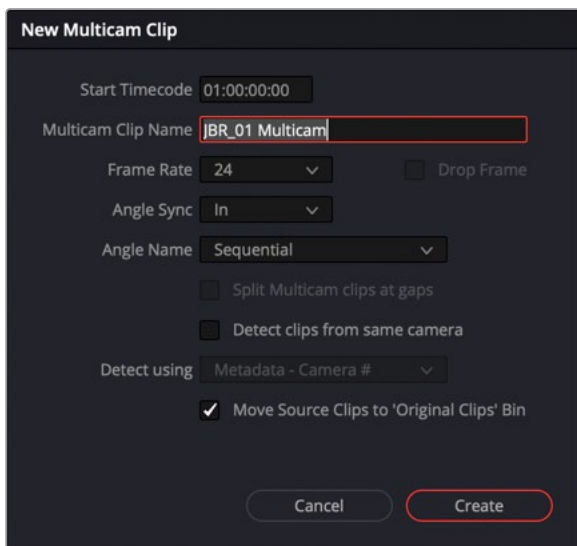 New Multicam Clip
Start Timecode 01:00:00:00
Multicam Clip Name JBR_01 Multicam
Frame Rate 24 Drop Frame
Angle Sync In
Angle Name Sequential
Split Multicam clips at gaps
Detect clips from same camera
Detect using Metadata - Camera #
Move Source Clips to 'Original Clips' Bin
Cancel Create